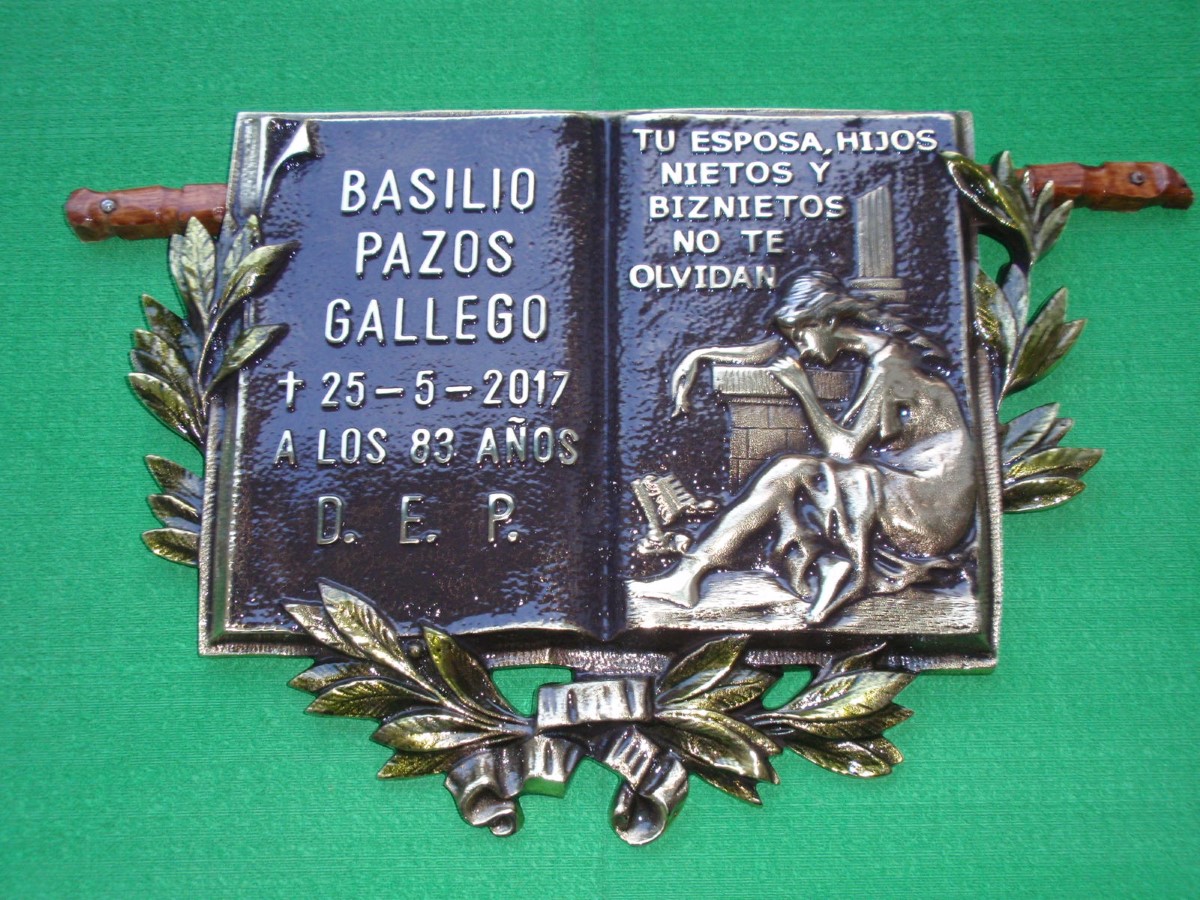 BASILIO
PAZOS
GALLEGO
† 25-5-2017
A LOS 83 AÑOS
D. E. P.
TU ESPOSA, HIJOS
NIETOS Y
BIZNIETOS
NO TE
OLVIDAN